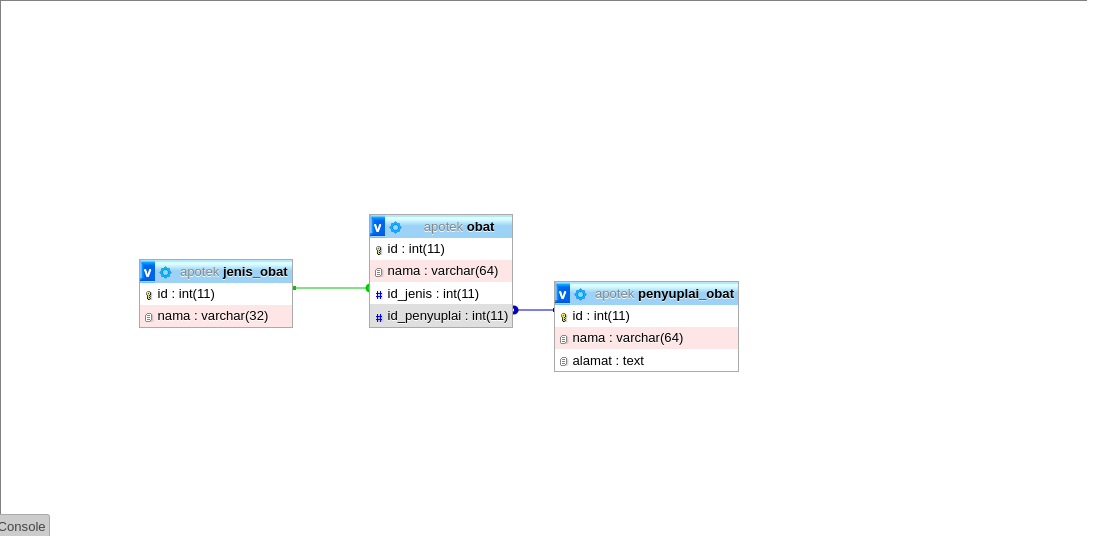 apotek jenis_obat
id : int(11)
nama : varchar(32)
apotek obat
id : int(11)
nama : varchar(64)
id_jenis : int(11)
id_penyuplai : int(11)
apotek penyuplai_obat
id : int(11)
nama : varchar(64)
alamat : text
Console